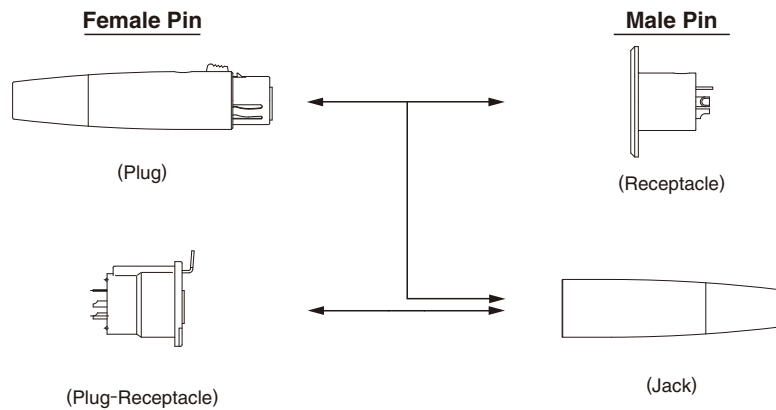 Female Pin
Male Pin
(Plug)
(Receptacle)
(Plug-Receptacle)
(Jack)